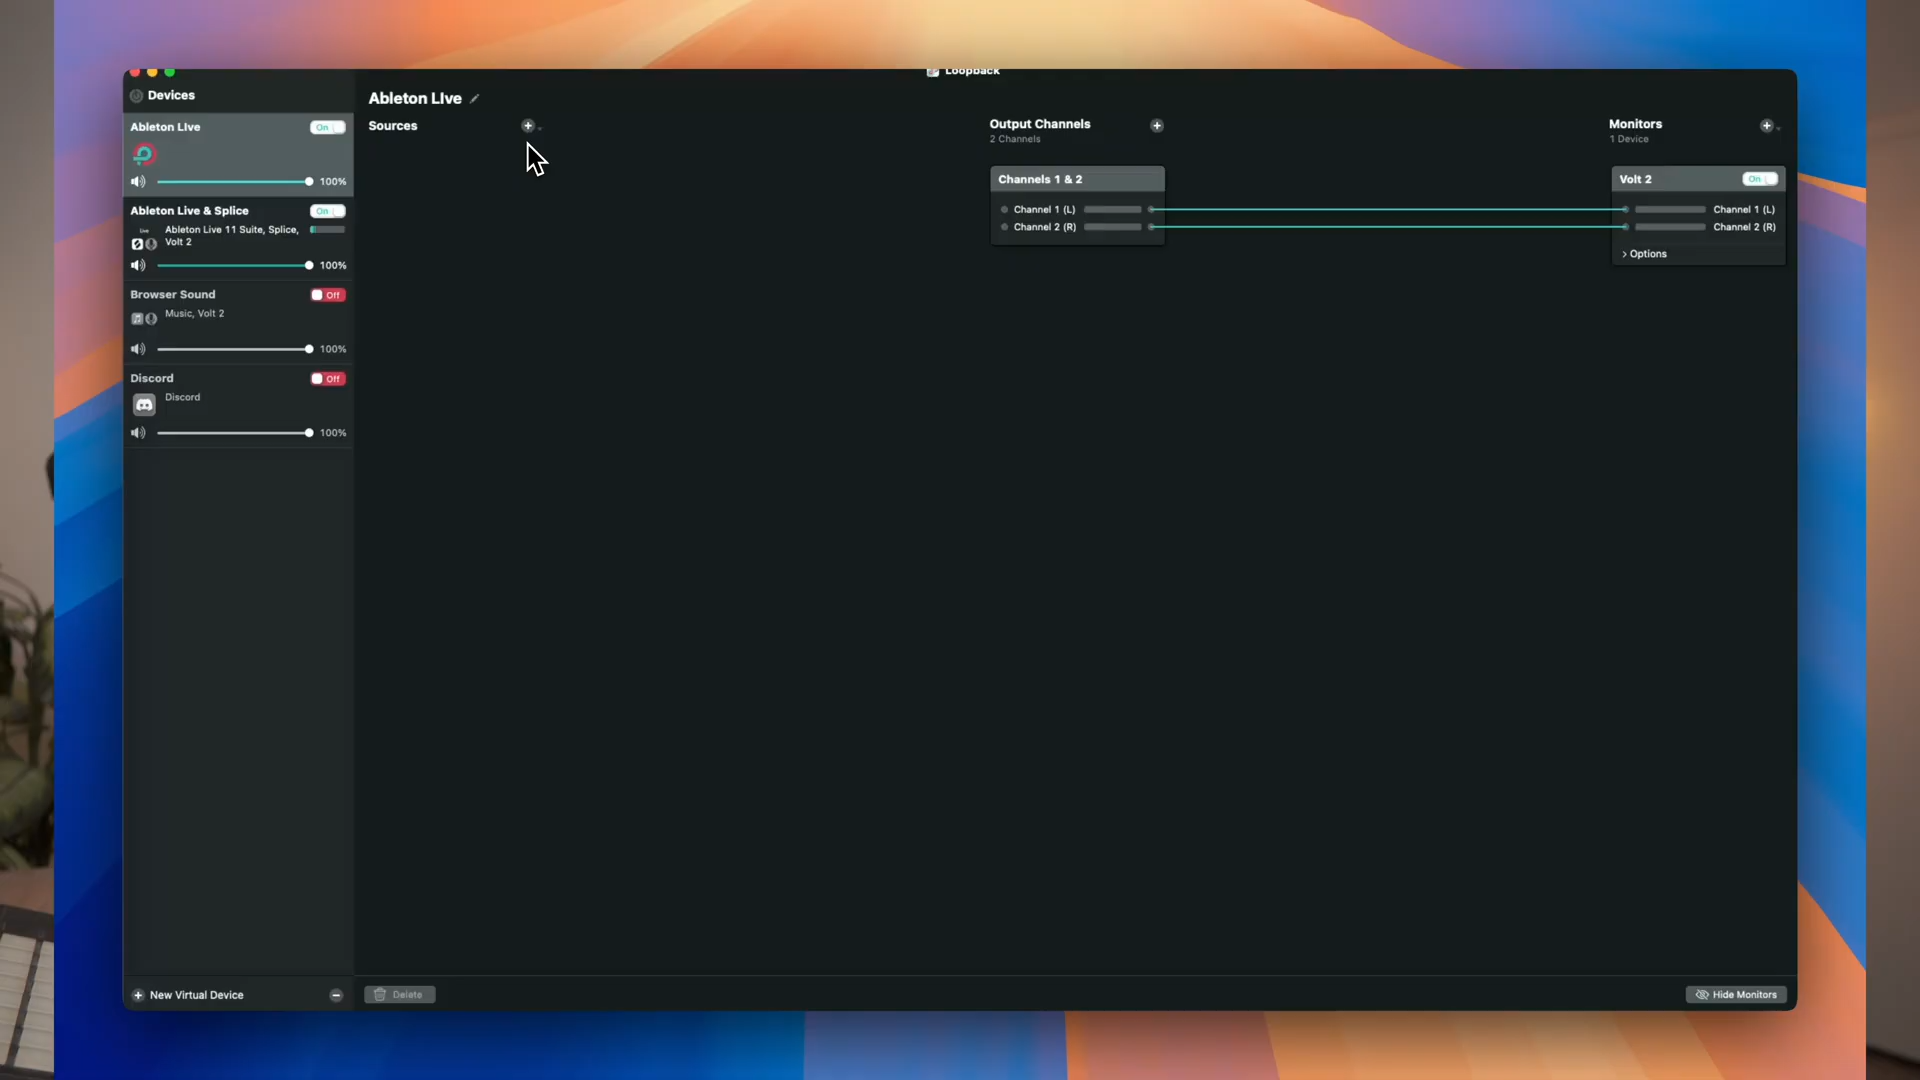 Loopback
Devices
Ableton LIve
On
100%
Ableton Live & Splice
On
Ableton Live 11 Suite, Splice,
Volt 2
100%
Browser Sound
Off
Music, Volt 2
100%
Discord
Off
Discord
100%
New Virtual Device
Ableton LIve
Sources
Output Channels
2 Channels
Channels 1 & 2
Channel 1 (L)
Channel 2 (R)
Monitors
1 Device
Volt 2
On
Channel 1 (L)
Channel 2 (R)
Options
Delete
Hide Monitors